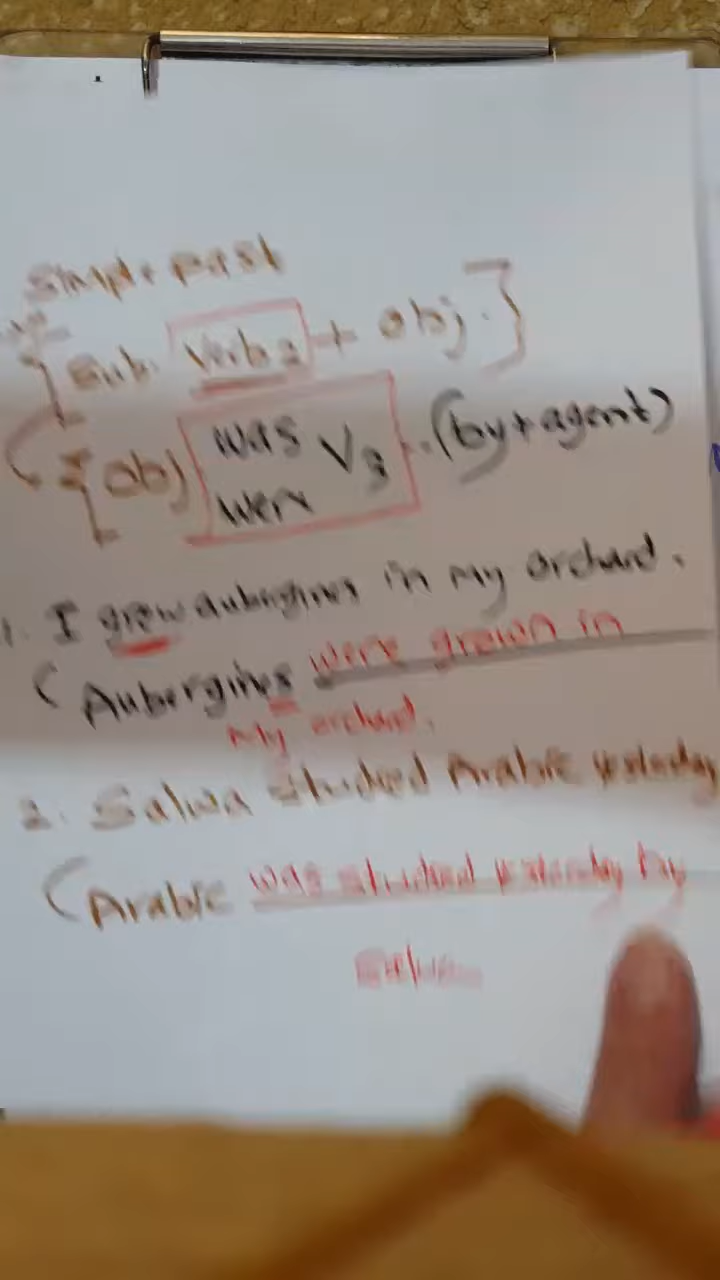 Simple past
[sub. Verb2 + obj.]
[obj was V3 .(by+agent)
were
1. I grew aubergines in my orchard.
( Aubergines were grown in
my orchard.
2. Salwa studied Arabic yesterday
( Arabic was studied yesterday by
Salwa